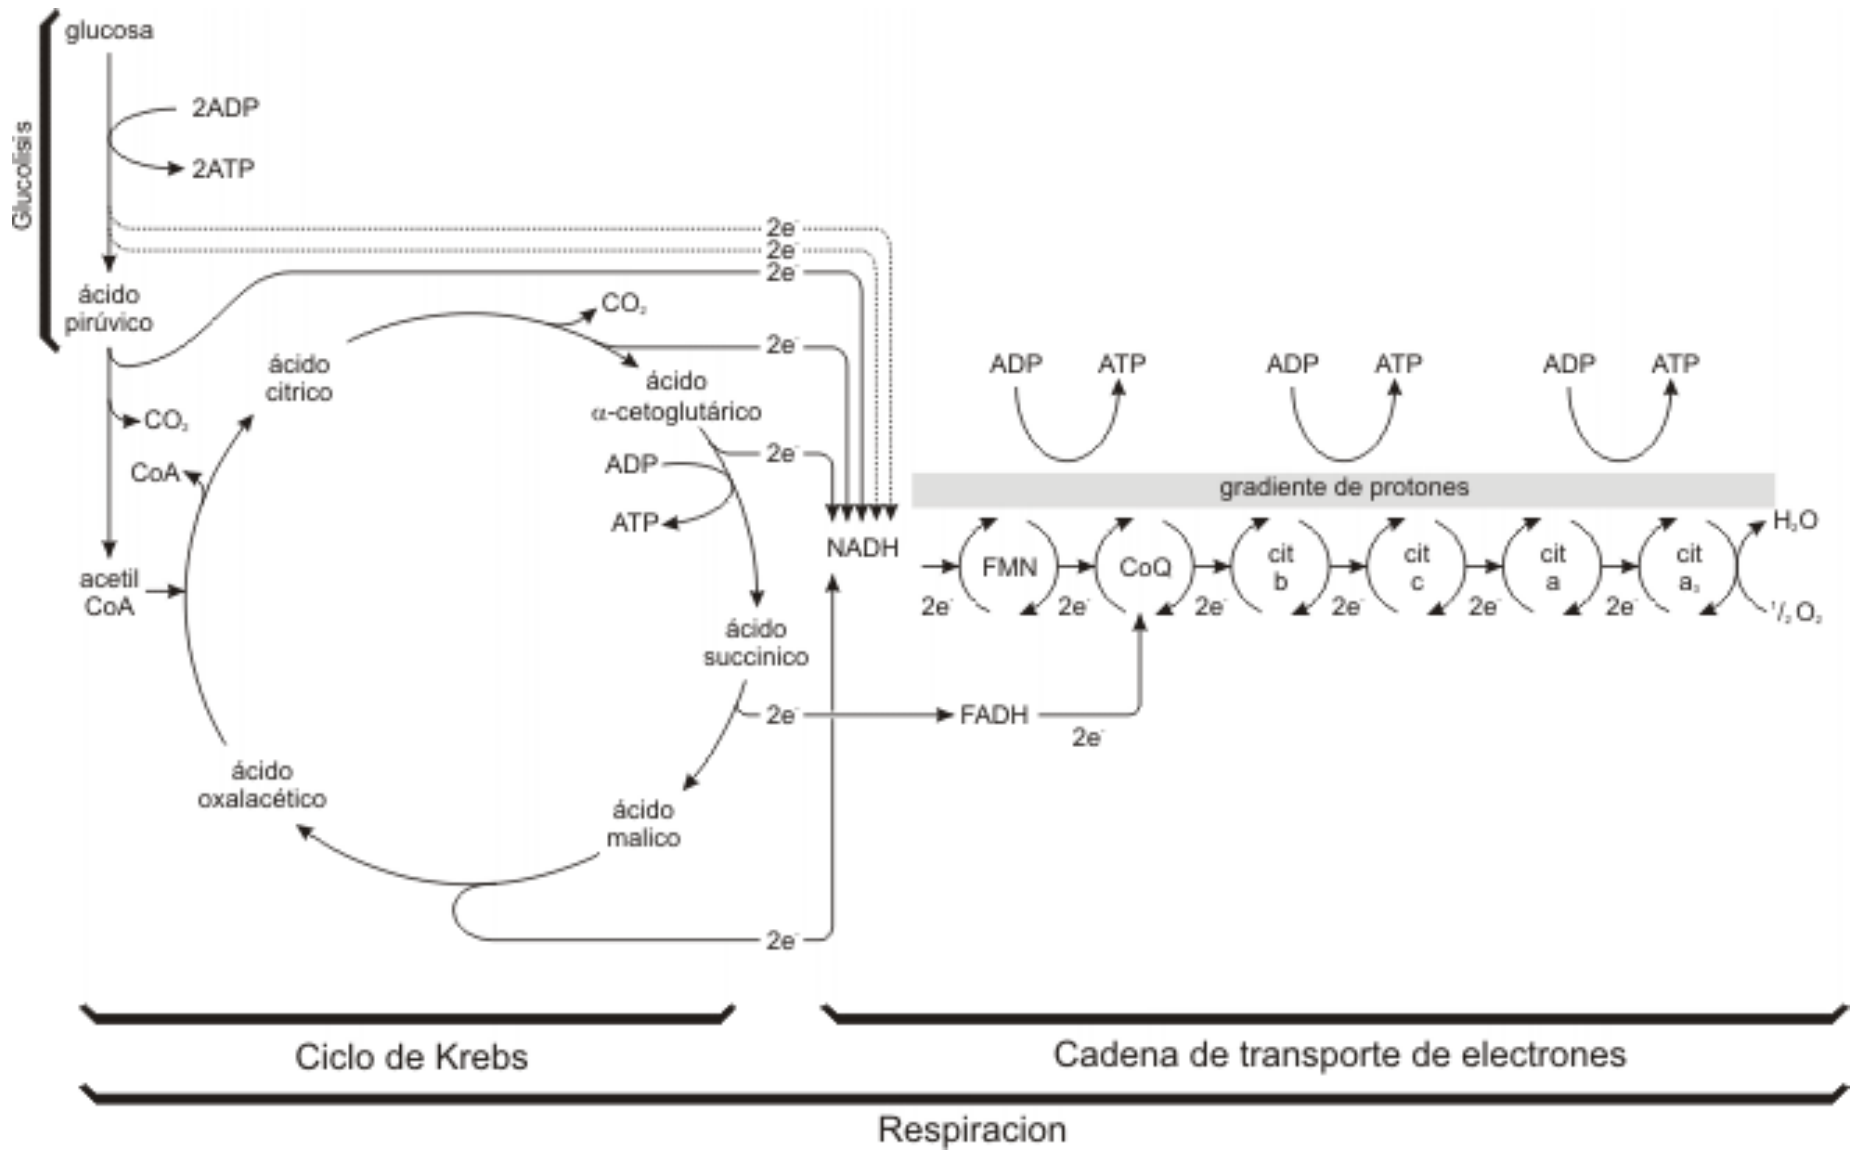 glucosa
2ADP
2ATP
Glucolisis
2e⁻
2e⁻
2e⁻
ácido
pirúvico
CO₂
2e⁻
ácido
citrico
ácido
α-cetoglutárico
CO₂
CoA
2e⁻
ADP
ATP
acetil
CoA
NADH
ácido
succinico
2e⁻
FADH
2e⁻
ácido
oxalacético
ácido
malico
2e⁻
ADP
ATP
ADP
ATP
ADP
ATP
gradiente de protones
H₂O
FMN
CoQ
cit
b
cit
c
cit
a
cit
a₃
2e⁻
2e⁻
2e⁻
2e⁻
2e⁻
2e⁻
¹/₂ O₂
Ciclo de Krebs
Cadena de transporte de electrones
Respiracion